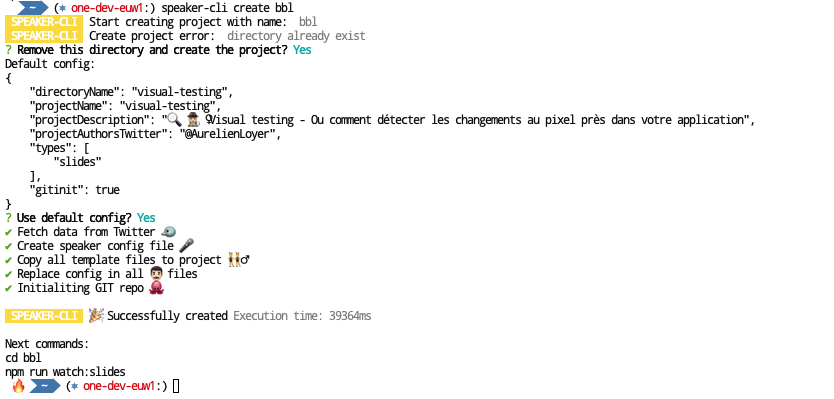 ~ (* one-dev-euw1:) speaker-cli create bbl
SPEAKER-CLI Start creating project with name: bbl
SPEAKER-CLI Create project error: directory already exist
? Remove this directory and create the project? Yes
Default config:
{
"directoryName": "visual-testing",
"projectName": "visual-testing",
"projectDescription": "🔍 🕵 Visual testing - Ou comment détecter les changements au pixel près dans votre application",
"projectAuthorsTwitter": "@AurelienLoyer",
"types": [
"slides"
],
"gitinit": true
}
? Use default config? Yes
✔ Fetch data from Twitter 🐦
✔ Create speaker config file 🎤
✔ Copy all template files to project 👯♂
✔ Replace config in all 👨 files
✔ Initialiting GIT repo 🐙
SPEAKER-CLI 🎉 Successfully created Execution time: 39364ms
Next commands:
cd bbl
npm run watch:slides
🔥 ~ (* one-dev-euw1:)